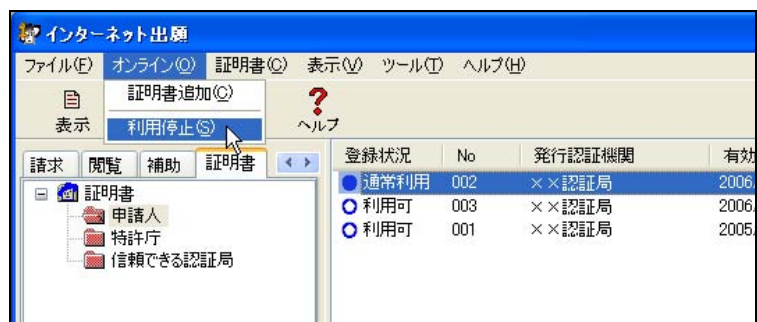 インターネット出願
ファイル(F) オンライン(O) 証明書(C) 表示(V) ツール(T) ヘルプ(H)
表示
証明書追加(C)
利用停止(S)
?
ヘルプ
請求 閲覧 補助 証明書
証明書
申請人
特許庁
信頼できる認証局
登録状況 No 発行認証機関 有効
通常利用 002 ××認証局 2006.
利用可 003 ××認証局 2006.
利用可 001 ××認証局 2005.